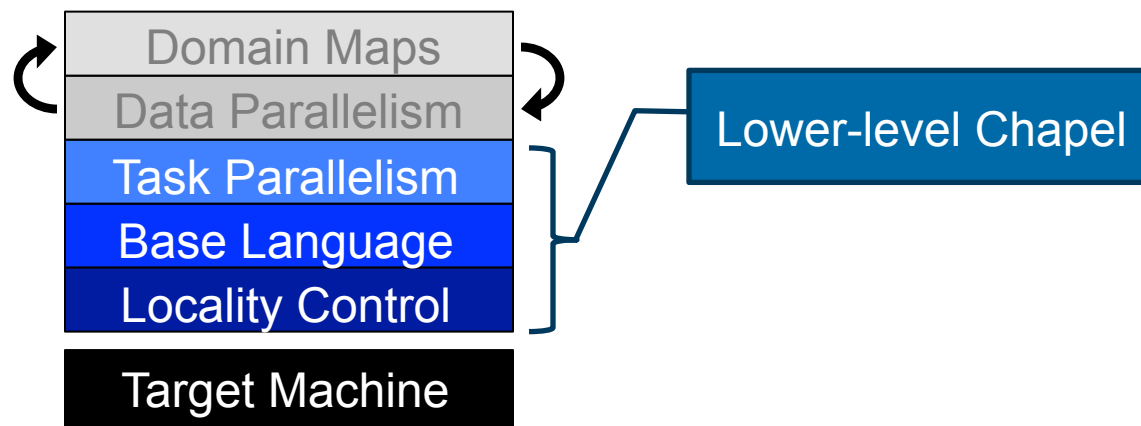 Domain Maps
Data Parallelism
Task Parallelism
Base Language
Locality Control
Target Machine
Lower-level Chapel